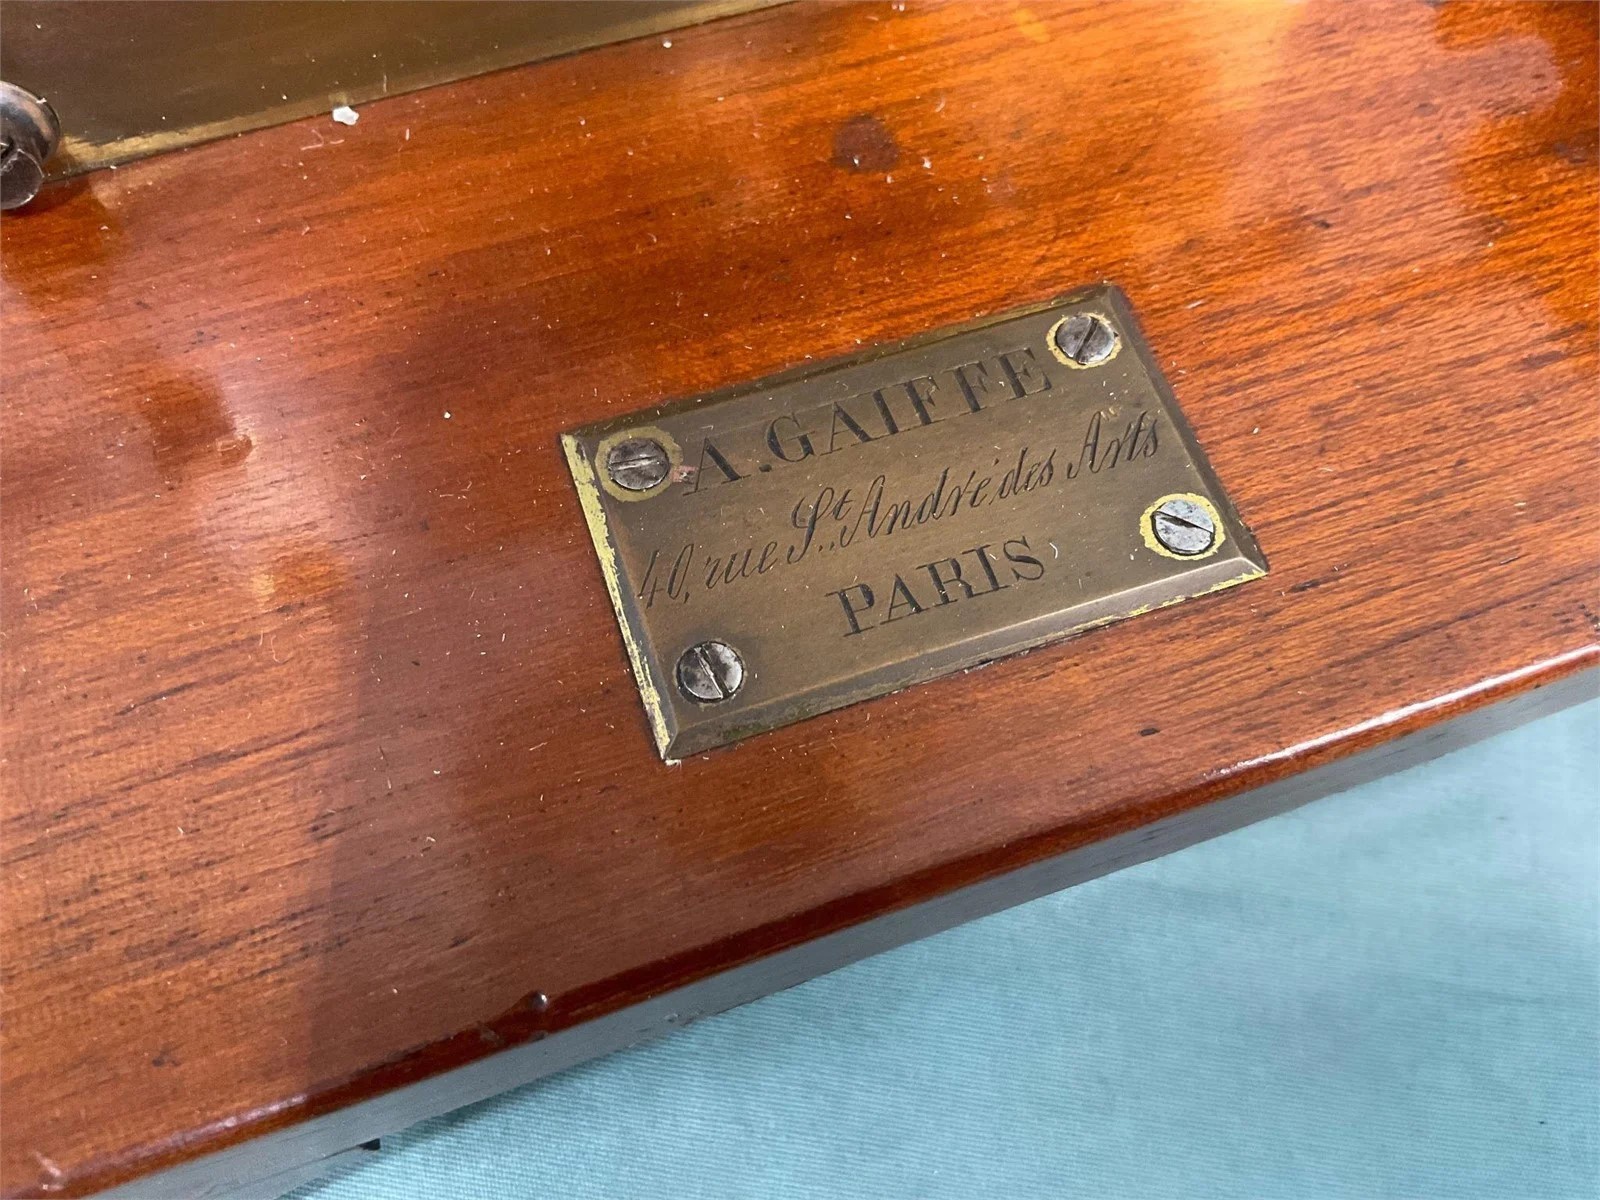 A. GAIFFE
40, rue St. André des Arts
PARIS